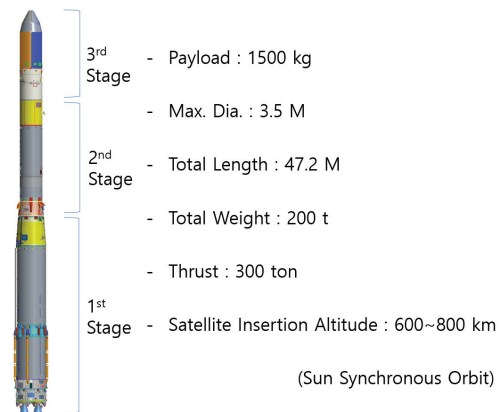 3rd
Stage
- Payload : 1500 kg
- Max. Dia. : 3.5 M
2nd
Stage
- Total Length : 47.2 M
- Total Weight : 200 t
- Thrust : 300 ton
1st
Stage
- Satellite Insertion Altitude : 600~800 km
(Sun Synchronous Orbit)